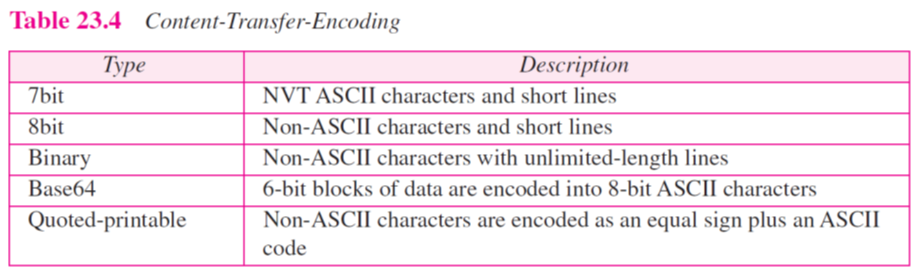 Table 23.4 Content-Transfer-Encoding
Type Description
7bit NVT ASCII characters and short lines
8bit Non-ASCII characters and short lines
Binary Non-ASCII characters with unlimited-length lines
Base64 6-bit blocks of data are encoded into 8-bit ASCII characters
Quoted-printable Non-ASCII characters are encoded as an equal sign plus an ASCII
code